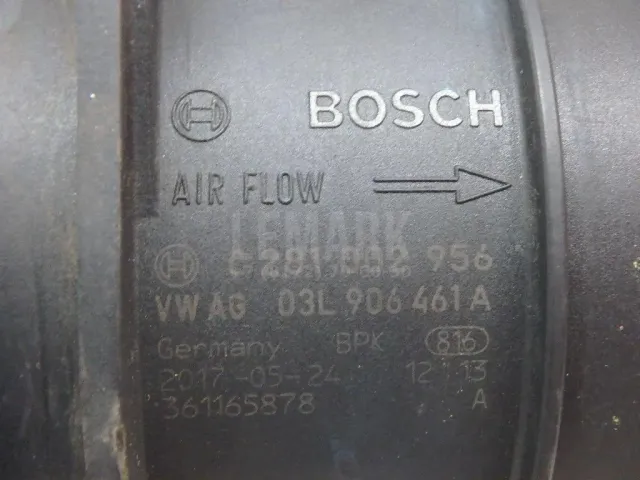 BOSCH
AIR FLOW
LEMARK
0 281 002 956
VW AG 03L 906 461 A
Germany BPK 816
2017-05-24 12:13
361165878 A